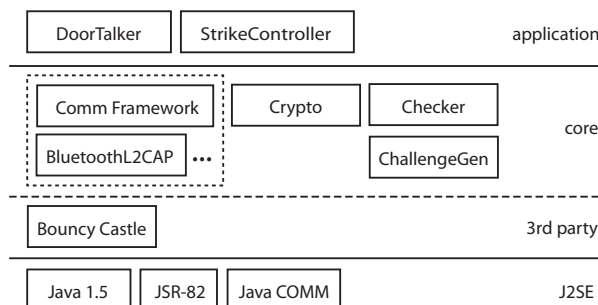 DoorTalker StrikeController application
Comm Framework Crypto Checker
core
BluetoothL2CAP ... ChallengeGen
Bouncy Castle 3rd party
Java 1.5 JSR-82 Java COMM J2SE